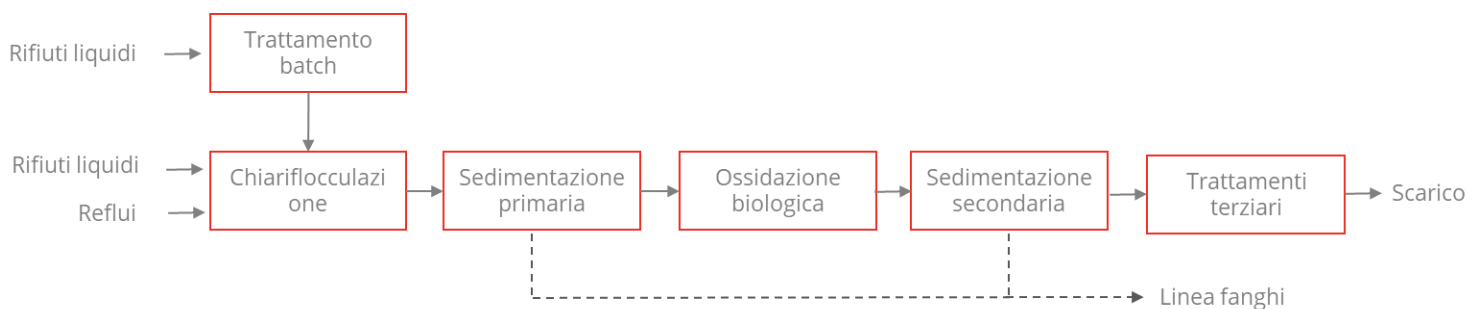 Rifiuti liquidi
Trattamento
batch
Rifiuti liquidi
Reflui
Chiariflocculazi
one
Sedimentazione
primaria
Ossidazione
biologica
Sedimentazione
secondaria
Trattamenti
terziari
Scarico
Linea fanghi